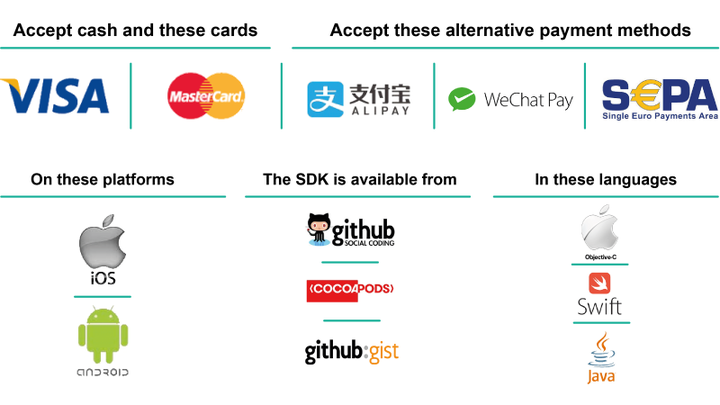 Accept cash and these cards
Accept these alternative payment methods
VISA
MasterCard
支 支付宝
ALIPAY
WeChat Pay
S€PA
Single Euro Payments Area
On these platforms
The SDK is available from
In these languages
iOS
ANDROID
github
SOCIAL CODING
COCOAPODS
github:gist
Objective-C
Swift
Java